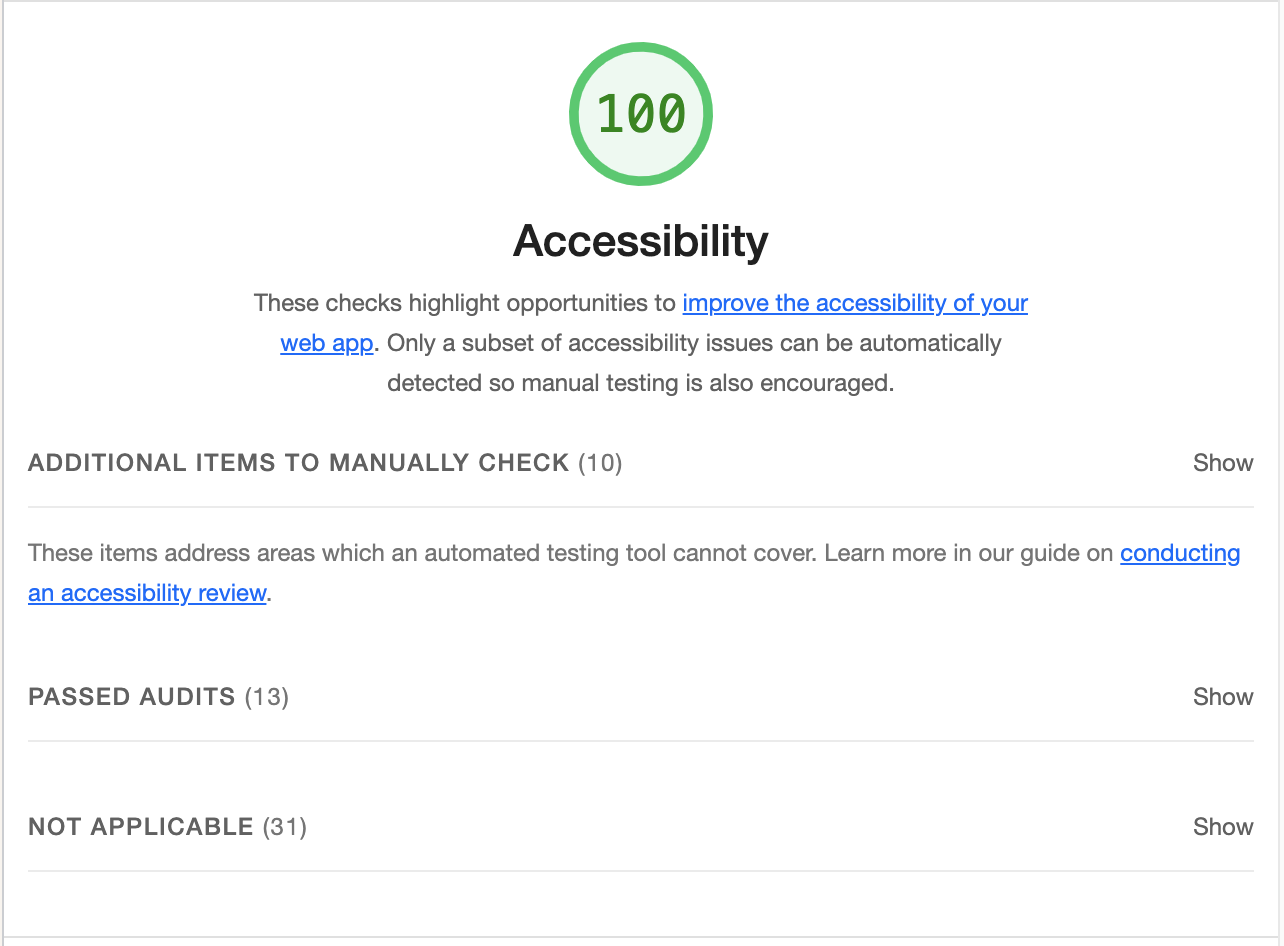 100
Accessibility
These checks highlight opportunities to improve the accessibility of your
web app. Only a subset of accessibility issues can be automatically
detected so manual testing is also encouraged.
ADDITIONAL ITEMS TO MANUALLY CHECK (10) Show
These items address areas which an automated testing tool cannot cover. Learn more in our guide on conducting
an accessibility review.
PASSED AUDITS (13) Show
NOT APPLICABLE (31) Show